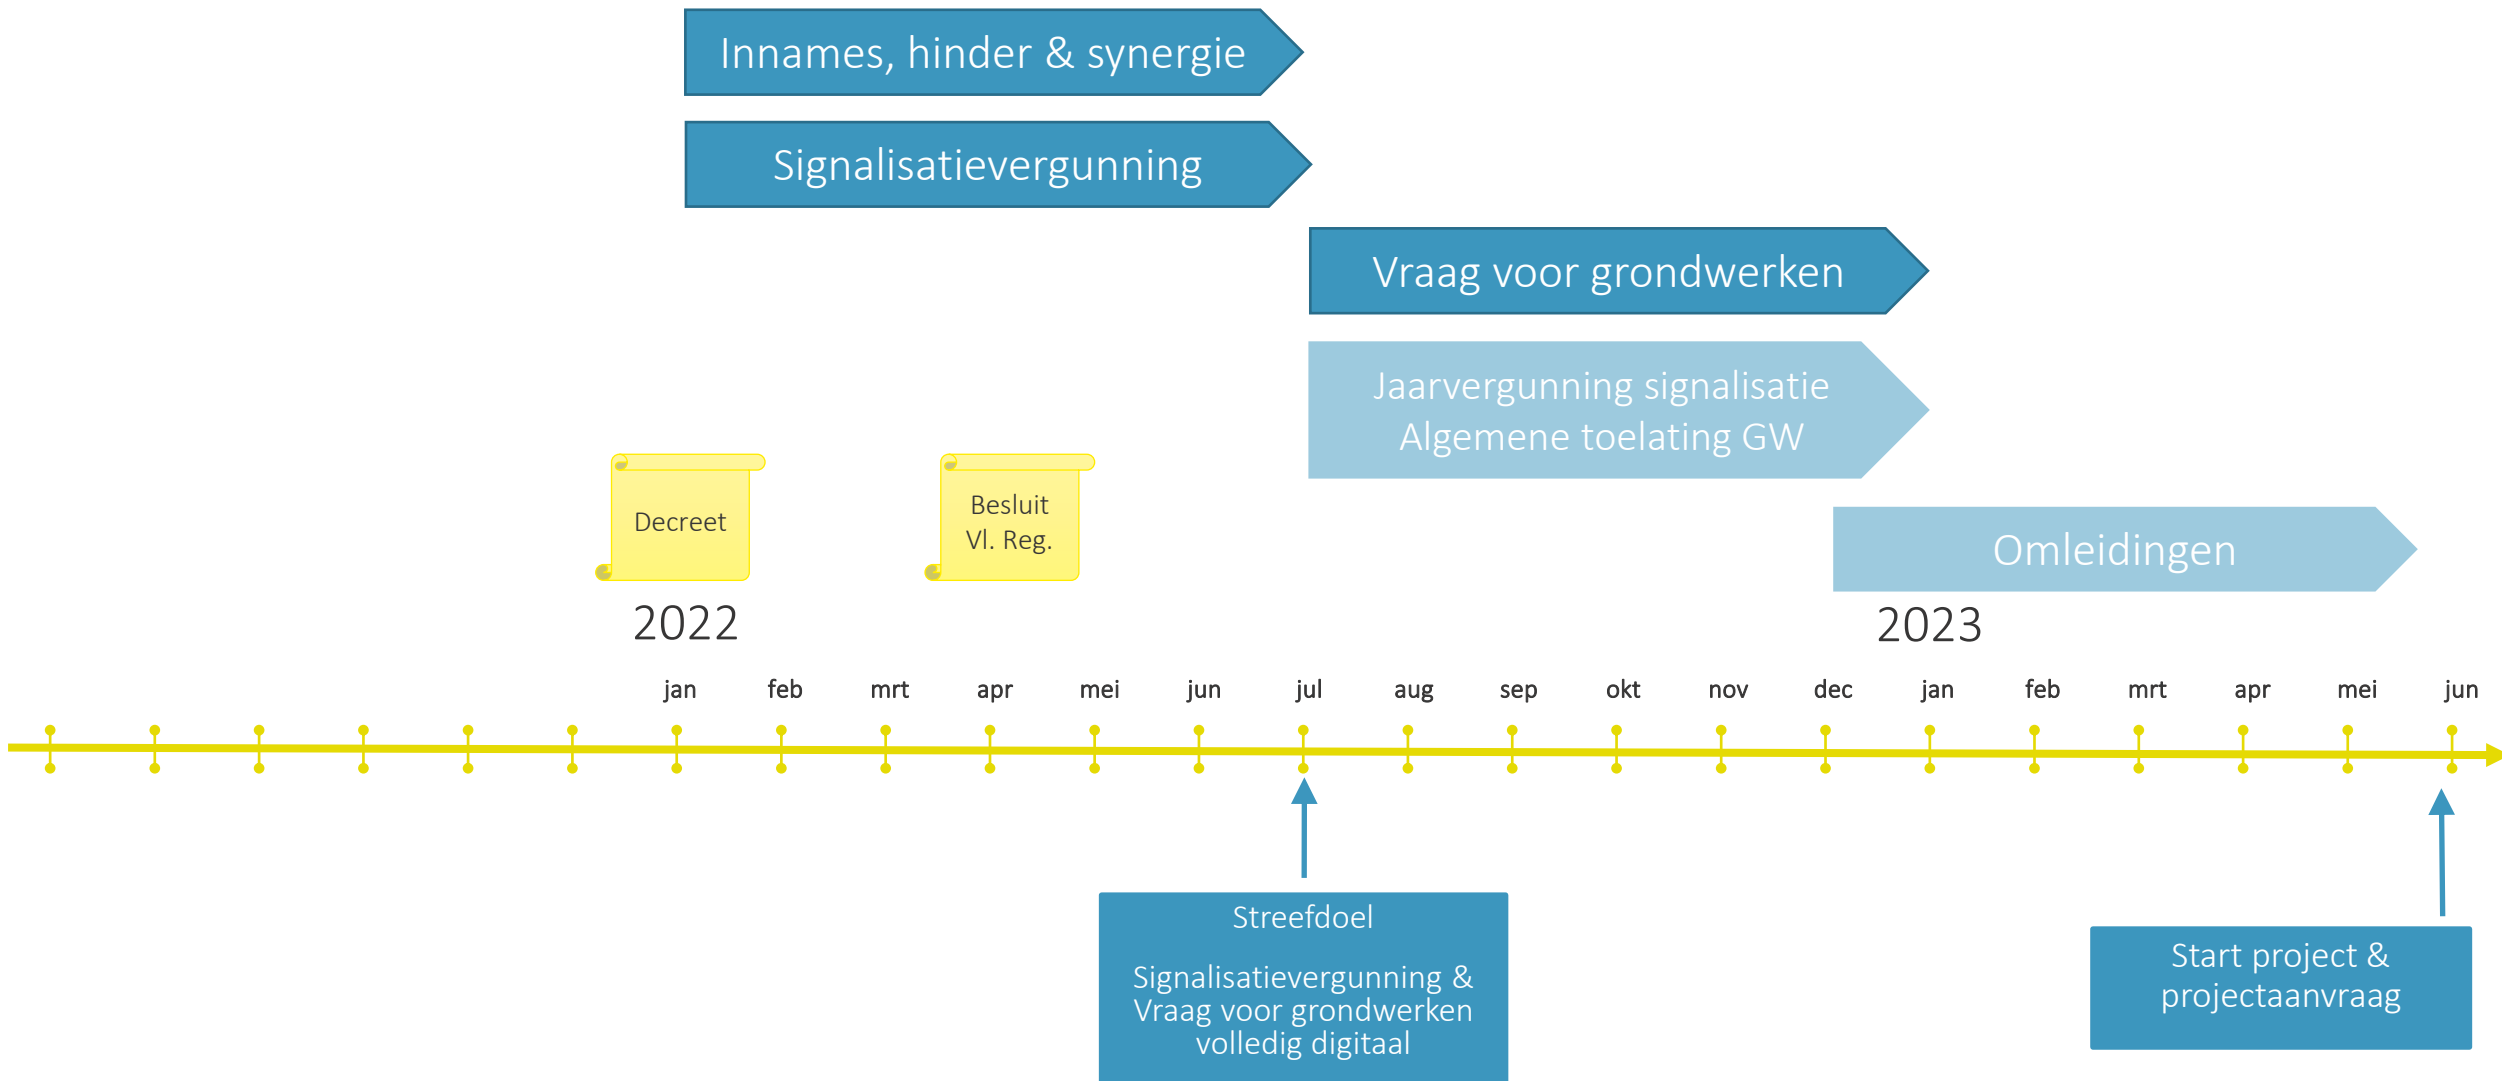 Innames, hinder & synergie
Signalisatievergunning
Vraag voor grondwerken
Jaarvergunning signalisatie
Algemene toelating GW
Decreet
Besluit
Vl. Reg.
Omleidingen
2022
2023
jan feb mrt apr mei jun jul aug sep okt nov dec jan feb mrt apr mei jun
Streefdoel
Signalisatievergunning &
Vraag voor grondwerken
volledig digitaal
Start project &
projectaanvraag